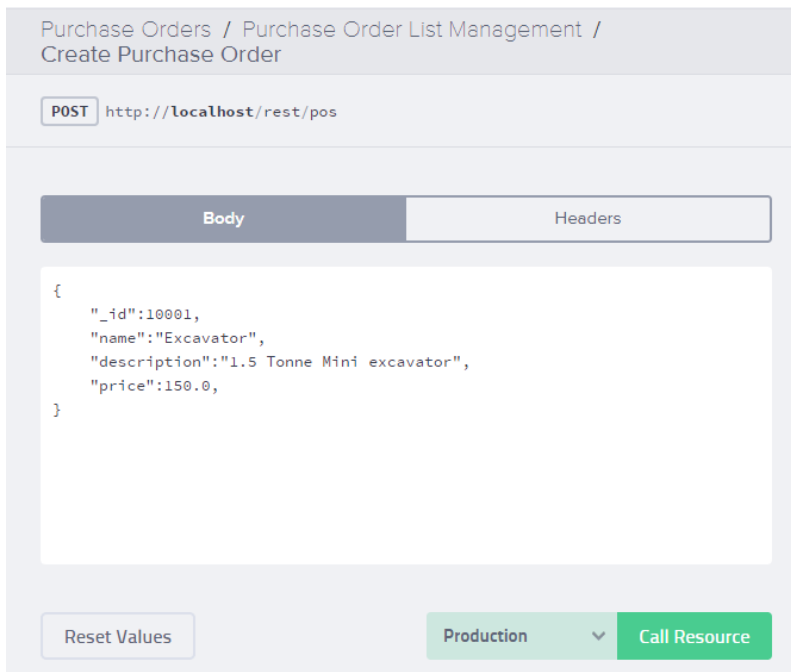 Purchase Orders / Purchase Order List Management /
Create Purchase Order
POST http://localhost/rest/pos
Body Headers
{
    "_id":10001,
    "name":"Excavator",
    "description":"1.5 Tonne Mini excavator",
    "price":150.0,
}
Reset Values Production Call Resource